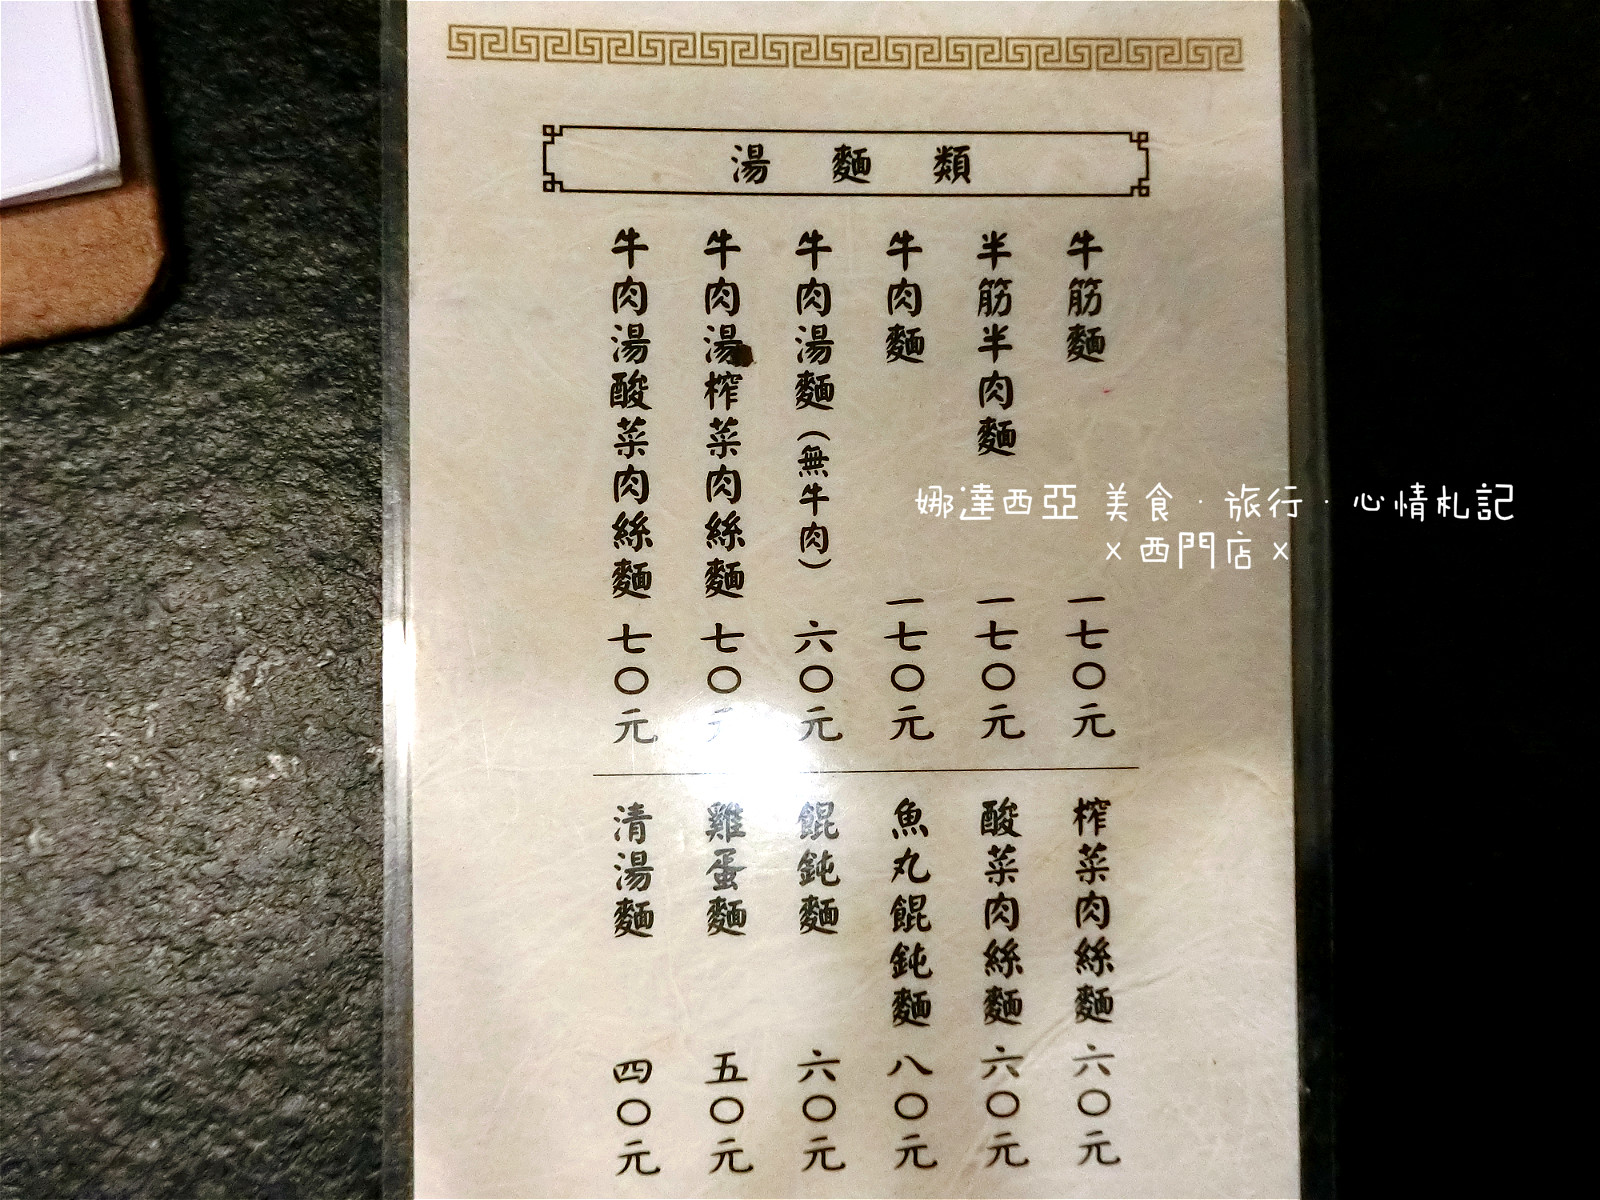 湯麵類
牛筋麵 一七〇元
半筋半肉麵 一七〇元
牛肉麵 一七〇元
牛肉湯麵(無牛肉) 六〇元
牛肉湯榨菜肉絲麵 七〇元
牛肉湯酸菜肉絲麵 七〇元
榨菜肉絲麵 六〇元
酸菜肉絲麵 六〇元
魚丸餛飩麵 八〇元
餛飩麵 六〇元
雞蛋麵 五〇元
清湯麵 四〇元
娜達西亞 美食．旅行．心情札記
x 西門店 x